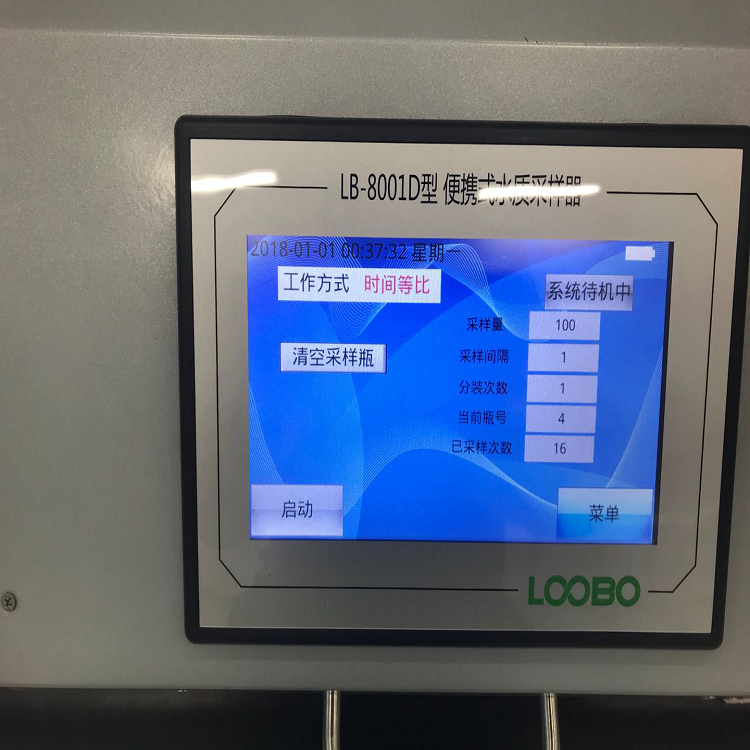 LB-8001D型 便携式水质采样器
2018-01-01 00:37:32 星期一
工作方式 时间等比
系统待机中
采样量 100
清空采样瓶
采样间隔 1
分装次数 1
当前瓶号 4
已采样次数 16
启动
菜单
LOOBO